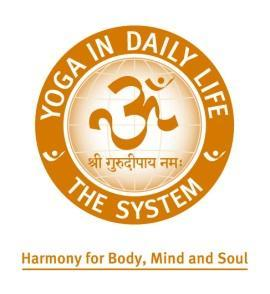 YOGA IN DAILY LIFE
ॐ
श्री गुरुदीपाय नमः
THE SYSTEM
Harmony for Body, Mind and Soul